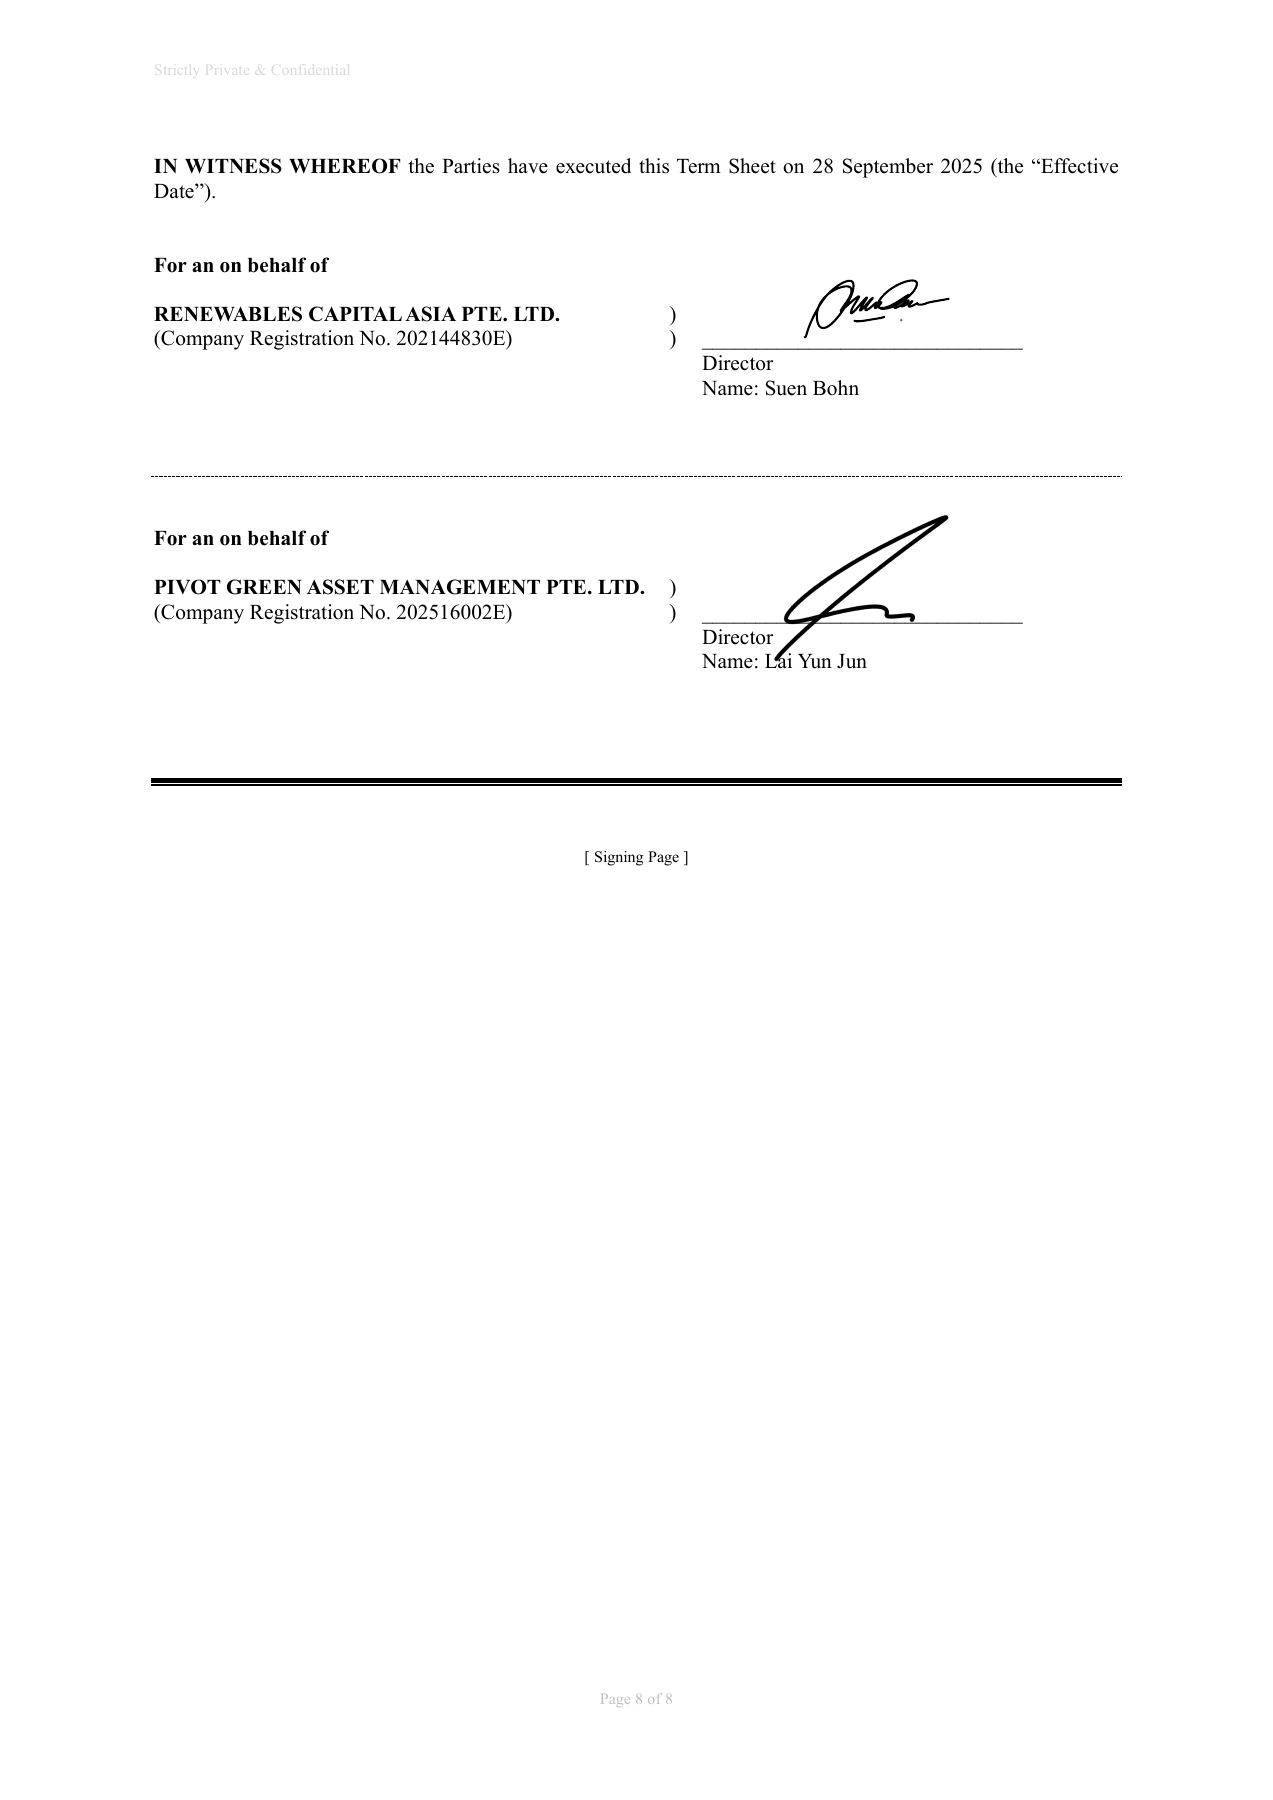 Strictly Private & Confidential
IN WITNESS WHEREOF the Parties have executed this Term Sheet on 28 September 2025 (the “Effective
Date”).
For an on behalf of
RENEWABLES CAPITAL ASIA PTE. LTD. )
(Company Registration No. 202144830E) ) ______________________________
Director
Name: Suen Bohn
For an on behalf of
PIVOT GREEN ASSET MANAGEMENT PTE. LTD. )
(Company Registration No. 202516002E) ) ______________________________
Director
Name: Lai Yun Jun
[ Signing Page ]
Page 8 of 8